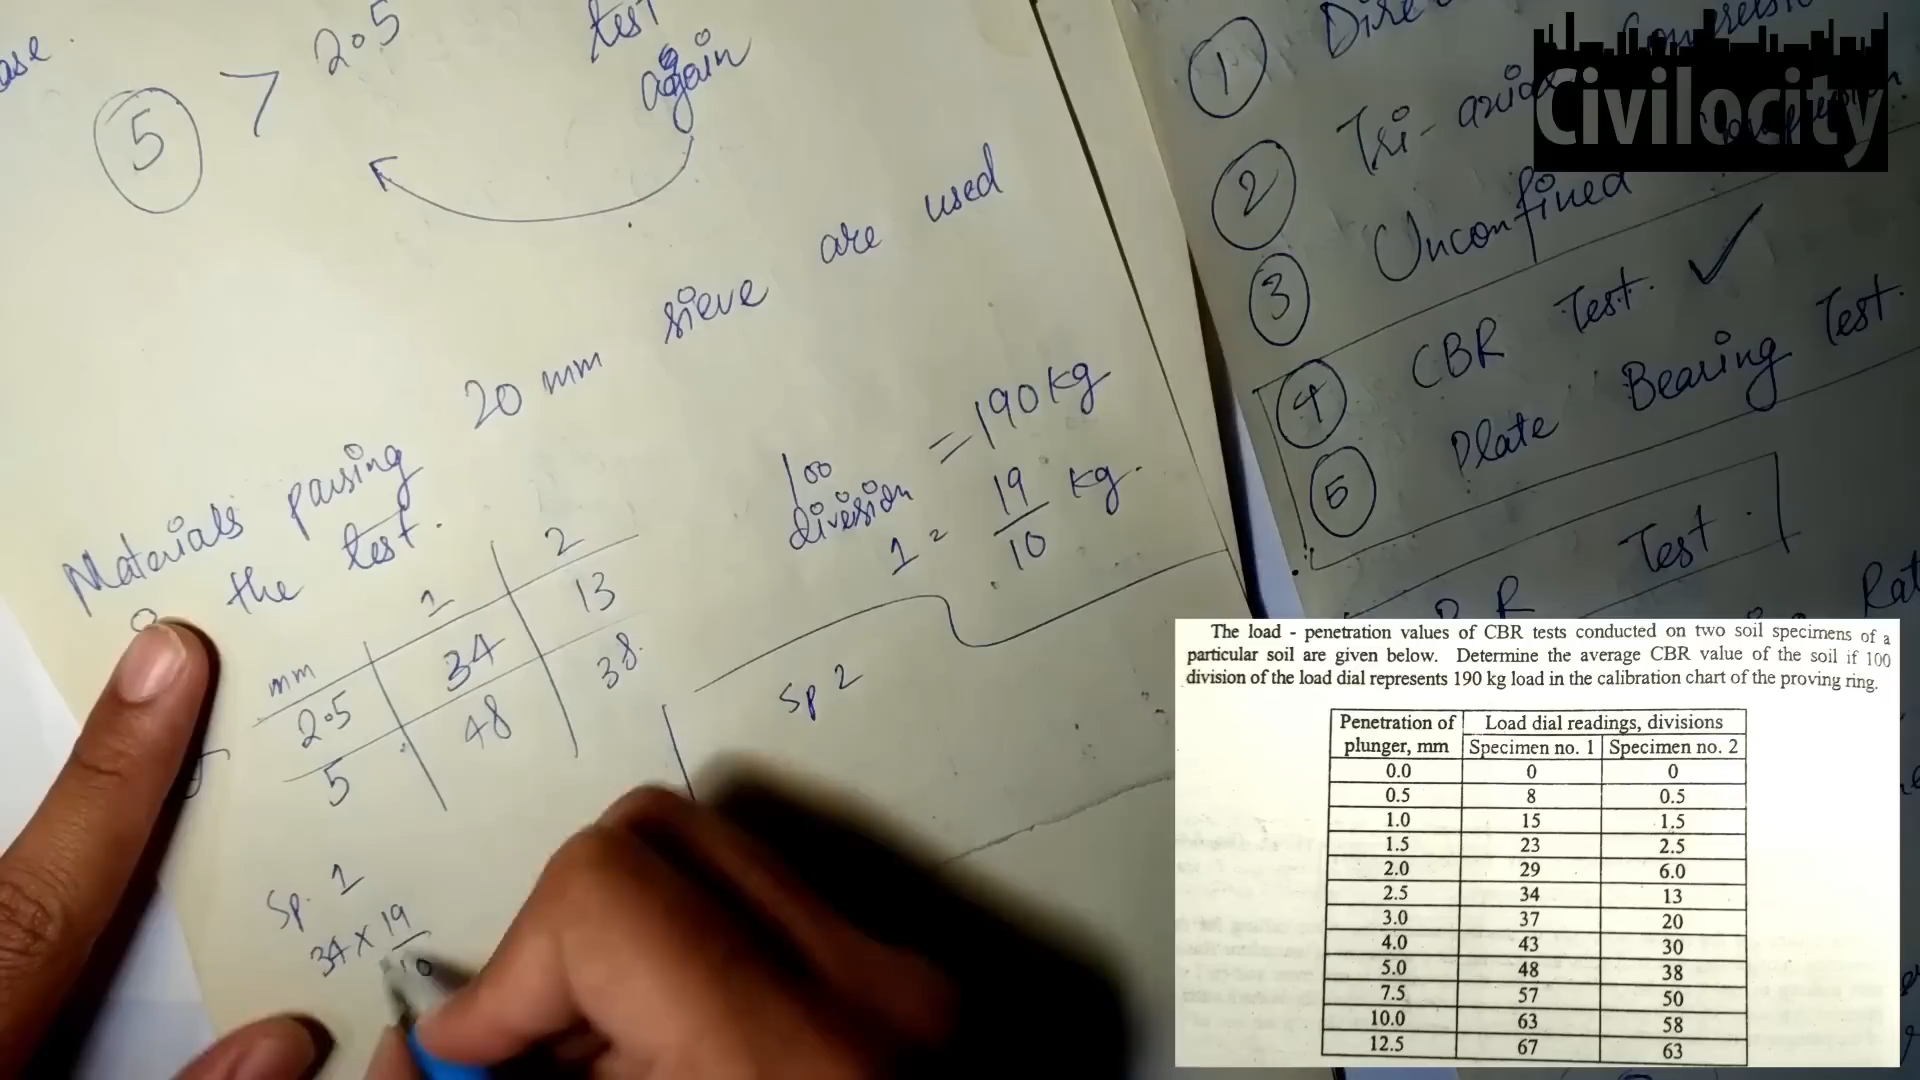 5 > 2.5
test
again
Materials passing 20 mm sieve are used
the test.
mm 1 2
2.5 34 13
5 48 38.
100
division = 190 kg
1 = 19/10 kg.
Sp. 1
34 x 19/10
Sp 2
1
2 Tri-axial
3 Unconfined
4 CBR Test. ✓
5 Plate Bearing Test.
Test.
Civilocity
The load - penetration values of CBR tests conducted on two soil specimens of a
particular soil are given below. Determine the average CBR value of the soil if 100
division of the load dial represents 190 kg load in the calibration chart of the proving ring.
Penetration of plunger, mm Load dial readings, divisions
Specimen no. 1 Specimen no. 2
0.0 0 0
0.5 8 0.5
1.0 15 1.5
1.5 23 2.5
2.0 29 6.0
2.5 34 13
3.0 37 20
4.0 43 30
5.0 48 38
7.5 57 50
10.0 63 58
12.5 67 63